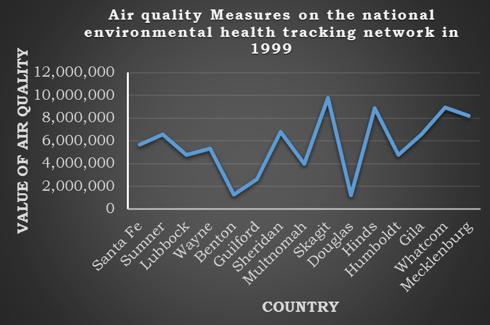 Air quality Measures on the national
environmental health tracking network in
1999
VALUE OF AIR QUALITY
12,000,000
10,000,000
8,000,000
6,000,000
4,000,000
2,000,000
0
Santa Fe
Sumner
Lubbock
Wayne
Benton
Guilford
Sheridan
Multnomah
Skagit
Douglas
Hinds
Humboldt
Gila
Whatcom
Mecklenburg
COUNTRY